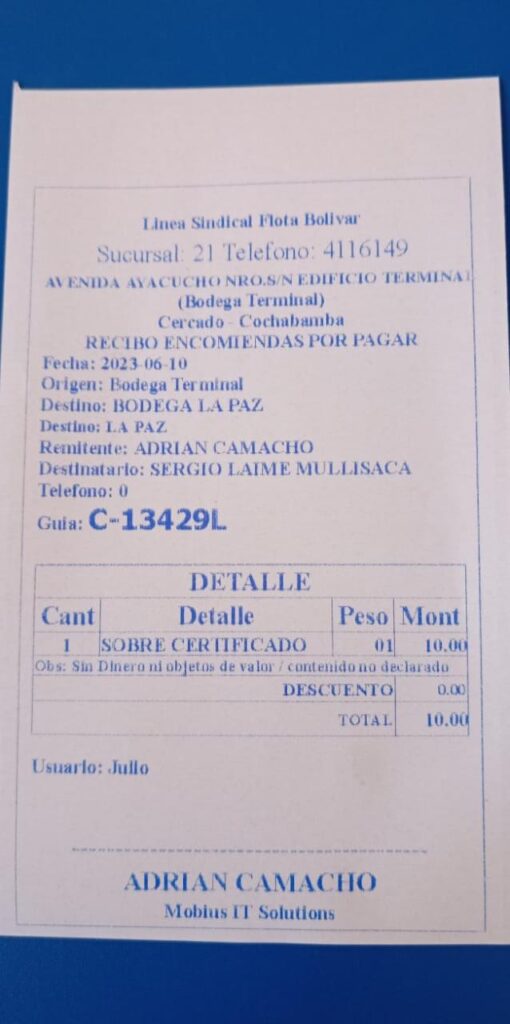 Linea Sindical Flota Bolivar
Sucursal: 21 Telefono: 4116149
AVENIDA AYACUCHO NRO.S/N EDIFICIO TERMINAL
(Bodega Terminal)
Cercado - Cochabamba
RECIBO ENCOMIENDAS POR PAGAR
Fecha: 2023-06-10
Origen: Bodega Terminal
Destino: BODEGA LA PAZ
Destino: LA PAZ
Remitente: ADRIAN CAMACHO
Destinatario: SERGIO LAIME MULLISACA
Telefono: 0
Guia: C-13429L
DETALLE
Cant Detalle Peso Mont
1 SOBRE CERTIFICADO 01 10.00
Obs: Sin Dinero ni objetos de valor / contenido no declarado
DESCUENTO 0.00
TOTAL 10.00
Usuario: Julio
ADRIAN CAMACHO
Mobius IT Solutions